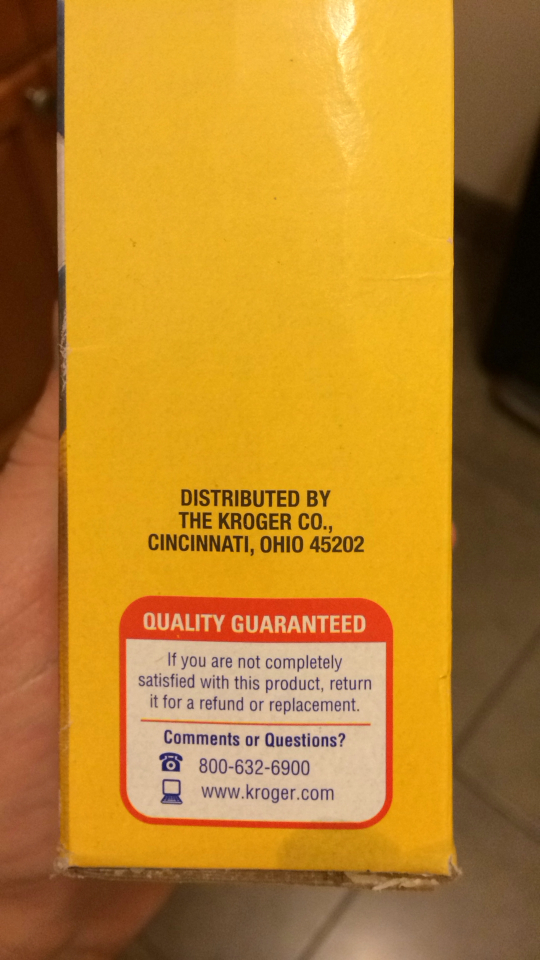 DISTRIBUTED BY
THE KROGER CO.,
CINCINNATI, OHIO 45202
QUALITY GUARANTEED
If you are not completely
satisfied with this product, return
it for a refund or replacement.
Comments or Questions?
800-632-6900
www.kroger.com